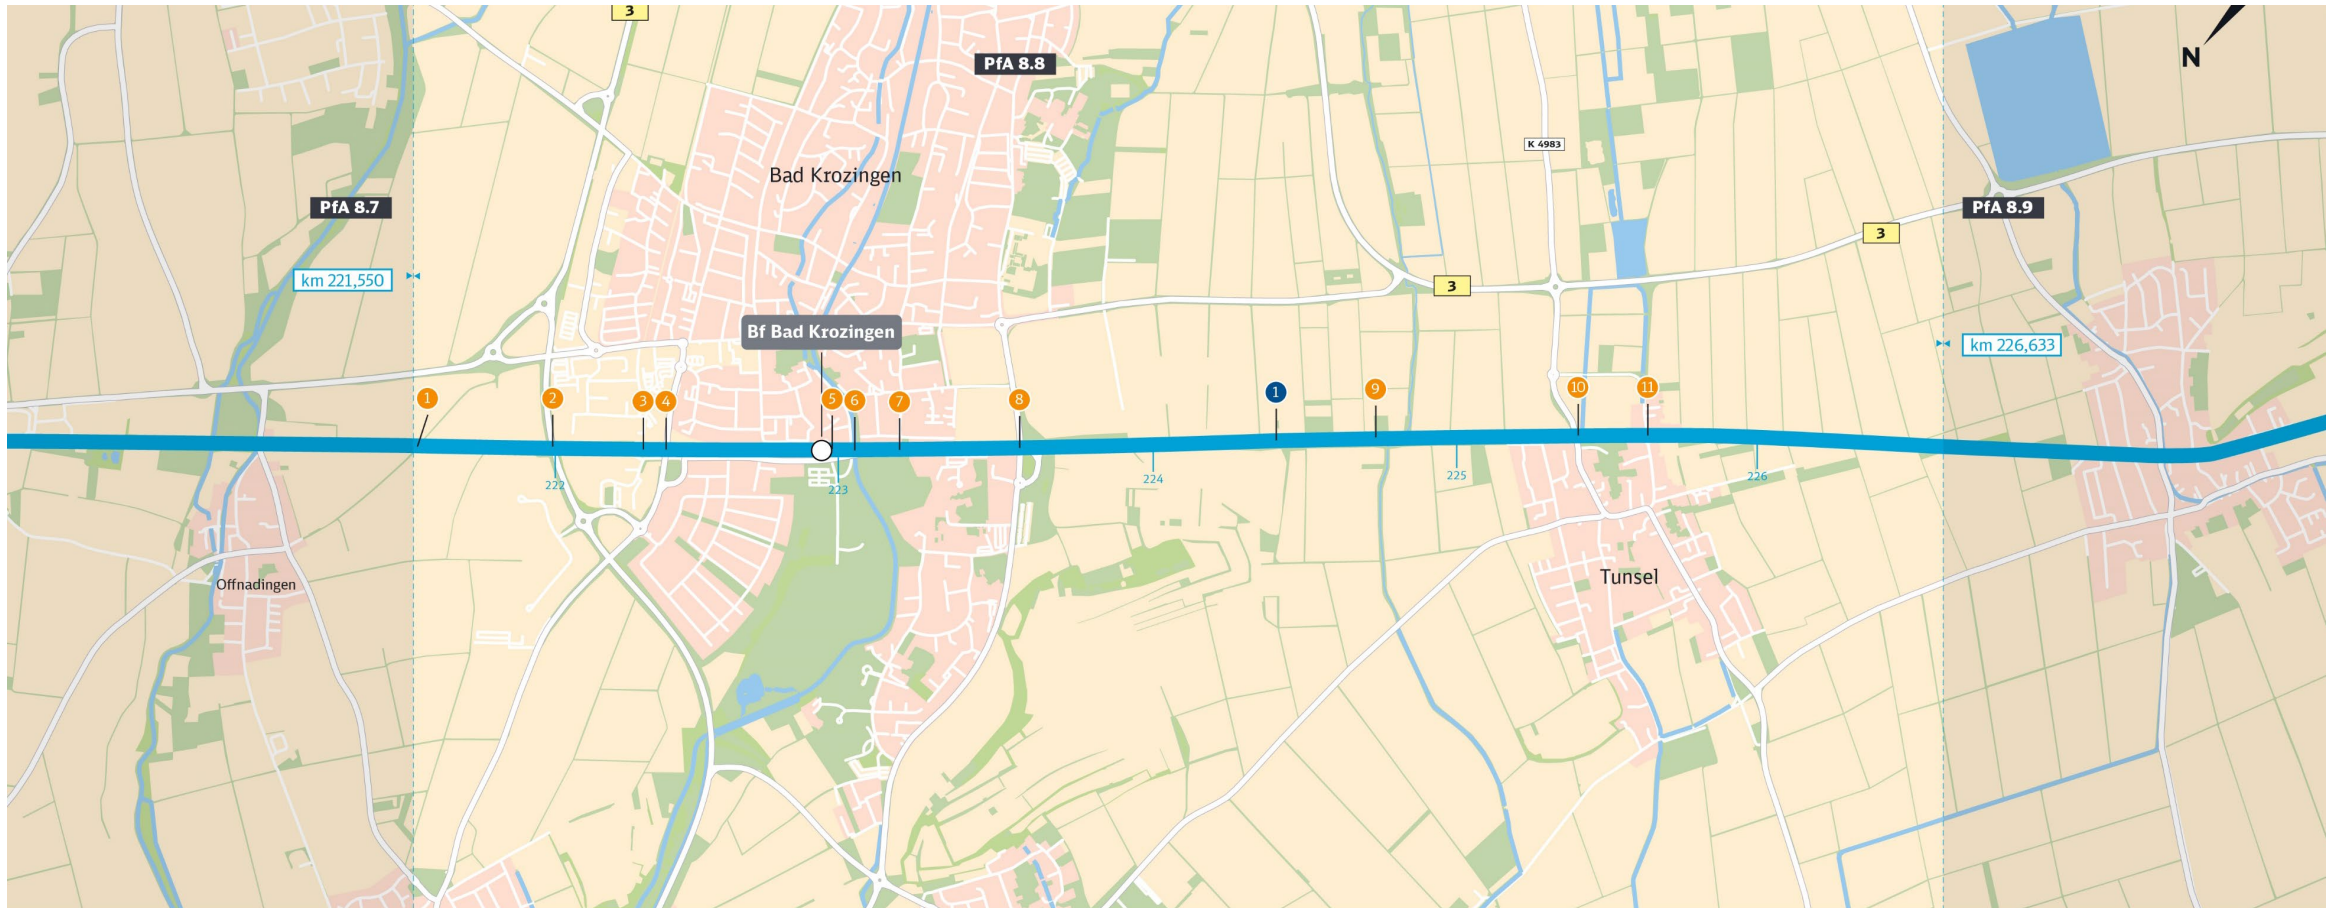 3
PfA 8.8
N
K 4983
Bad Krozingen
PfA 8.7
PfA 8.9
3
km 221,550
3
Bf Bad Krozingen
km 226,633
1
2
3
4
5
6
7
8
1
9
10
11
222
223
224
225
226
Offnadingen
Tunsel